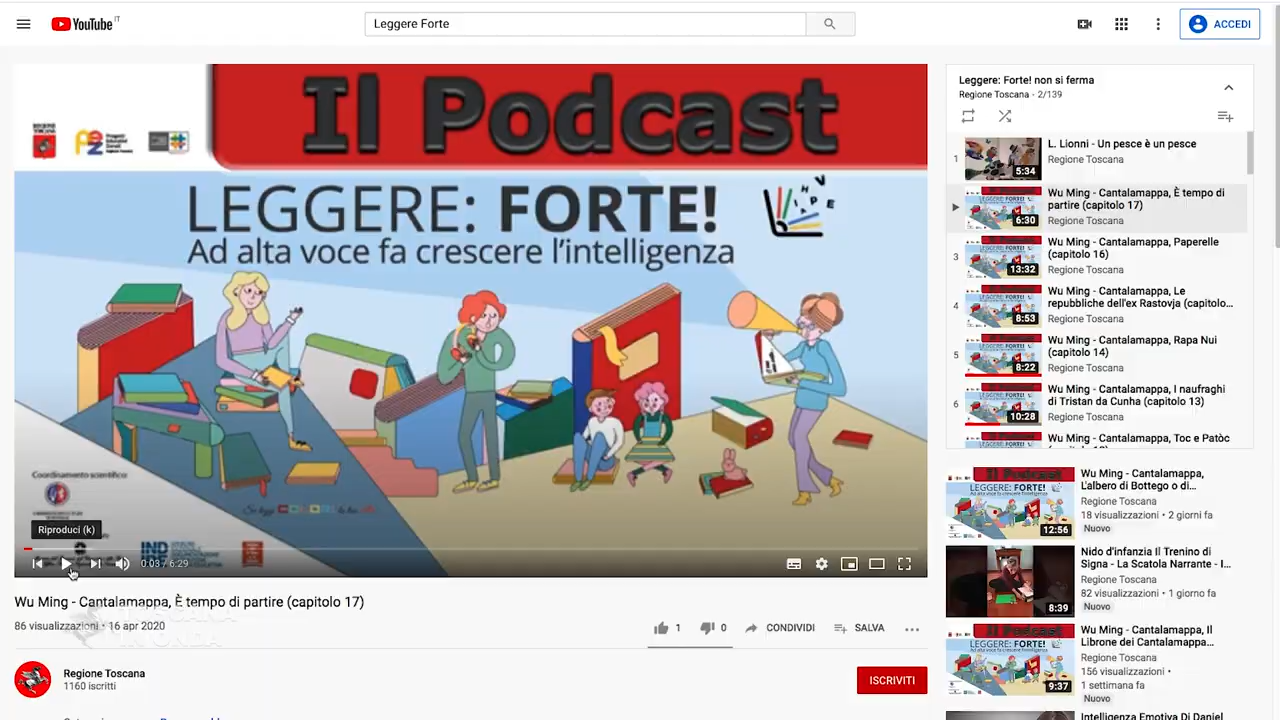 YouTube IT
Leggere Forte
ACCEDI
Il Podcast
REGIONE TOSCANA
LEGGERE: FORTE!
Ad alta voce fa crescere l'intelligenza
HV
IAPE
Coordinamento scientifico:
IND
Riproduci (k)
0:03 / 6:29
Wu Ming - Cantalamappa, È tempo di partire (capitolo 17)
86 visualizzazioni • 16 apr 2020
TOSCANA
IN ONDA
1
0
CONDIVIDI
SALVA
Regione Toscana
1160 iscritti
ISCRIVITI
Leggere: Forte! non si ferma
Regione Toscana - 2/139
1
5:34
L. Lionni - Un pesce è un pesce
Regione Toscana
6:30
Wu Ming - Cantalamappa, È tempo di
partire (capitolo 17)
Regione Toscana
3
13:32
Wu Ming - Cantalamappa, Paperelle
(capitolo 16)
Regione Toscana
4
8:53
Wu Ming - Cantalamappa, Le
repubbliche dell'ex Rastovja (capitolo...
Regione Toscana
5
8:22
Wu Ming - Cantalamappa, Rapa Nui
(capitolo 14)
Regione Toscana
6
10:28
Wu Ming - Cantalamappa, I naufraghi
di Tristan da Cunha (capitolo 13)
Regione Toscana
Wu Ming - Cantalamappa, Toc e Patòc
12:56
Wu Ming - Cantalamappa,
L'albero di Bottego o di...
Regione Toscana
18 visualizzazioni • 2 giorni fa
Nuovo
8:39
Nido d'infanzia Il Trenino di
Signa - La Scatola Narrante - I...
Regione Toscana
82 visualizzazioni • 1 giorno fa
Nuovo
9:37
Wu Ming - Cantalamappa, Il
Librone dei Cantalamappa...
Regione Toscana
156 visualizzazioni •
1 settimana fa
Nuovo
Intelligenza Emotiva Di Daniel